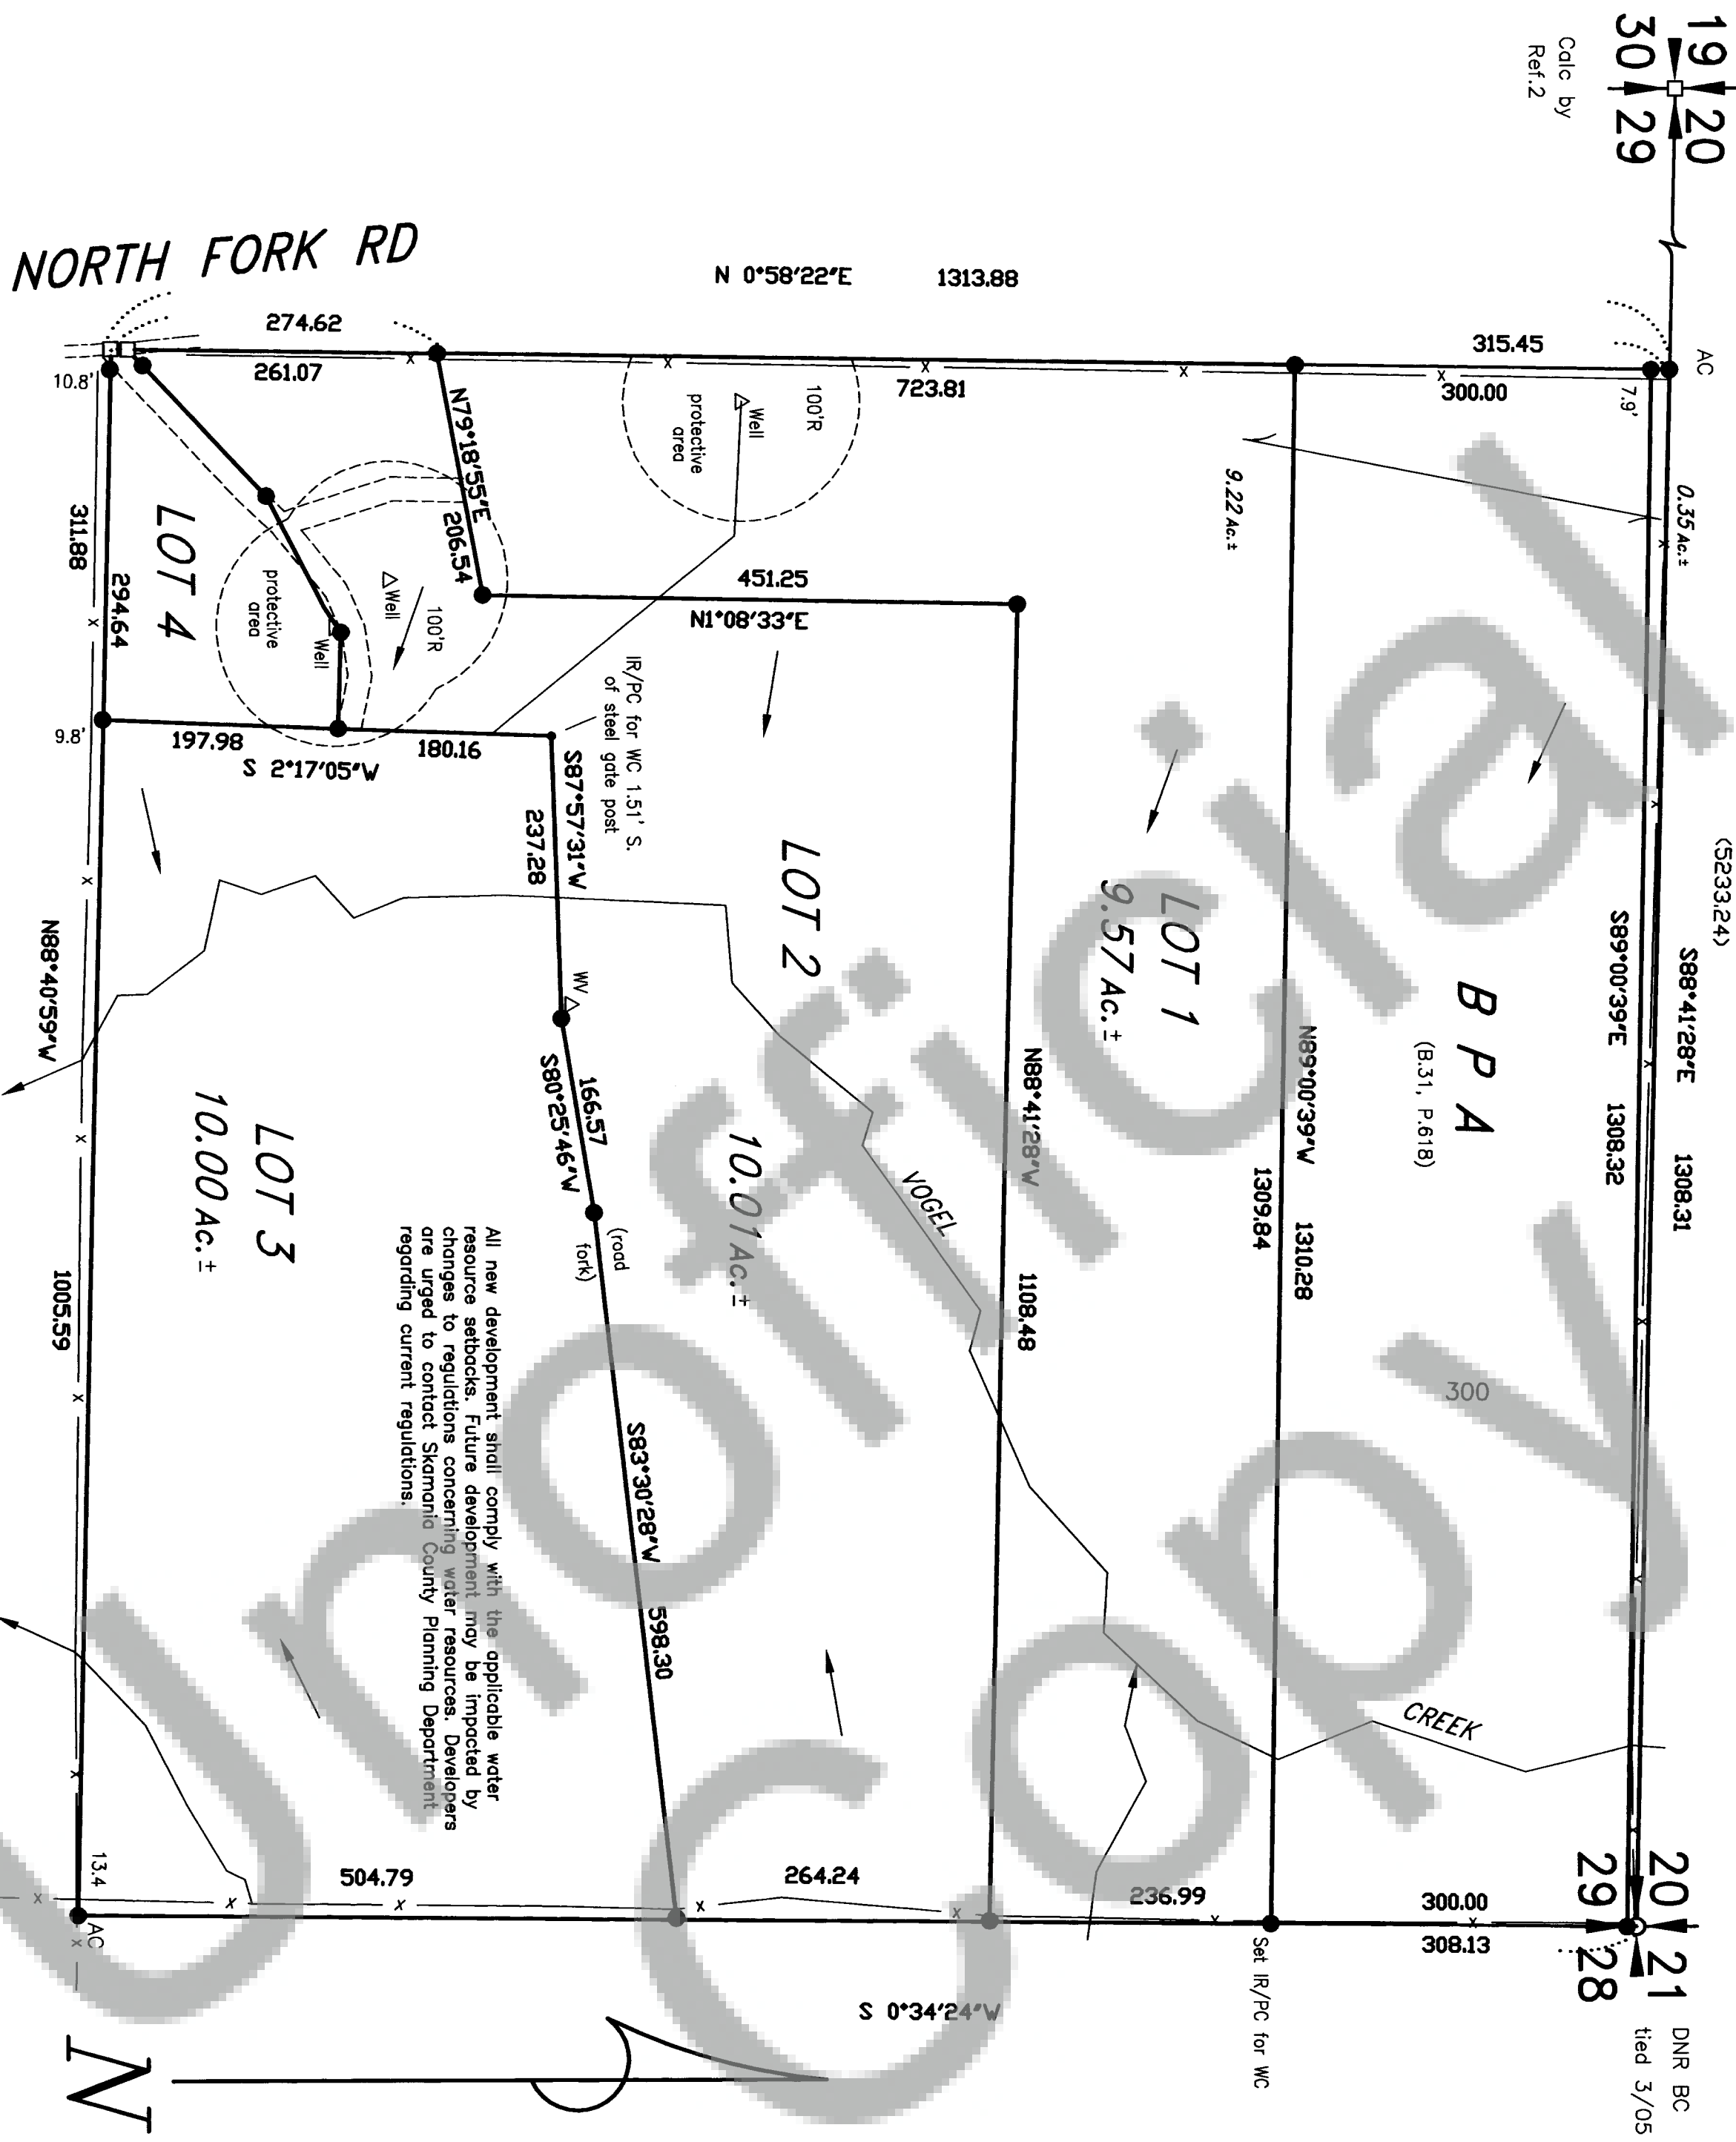 19 20
30 29
Calc by
Ref.2
NORTH FORK RD
N 0°58'22"E 1313.88
274.62
261.07
723.81
315.45
300.00
AC
7.9'
10.8'
0.35 Ac.±
9.22 Ac.±
(5233.24)
S88°41'28"E 1308.31
S89°00'39"E 1308.32
B P A
(B.31, P.618)
300
N89°00'39"W 1310.28
1309.84
LOT 1
9.57 Ac.±
N88°41'28"W 1108.48
100'R
Well
protective
area
N79°18'55"E 206.54
451.25
N1°08'33"E
LOT 2
10.01 Ac.±
VOGEL
CREEK
IR/PC for WC 1.51' S.
of steel gate post
100'R
Well
Well
protective
area
LOT 4
311.88
294.64
9.8'
197.98
180.16
S 2°17'05"W
S87°57'31"W
237.28
WV
166.57
S80°25'46"W
(road
fork)
S83°30'28"W 598.30
LOT 3
10.00 Ac.±
All new development shall comply with the applicable water
resource setbacks. Future development may be impacted by
changes to regulations concerning water resources. Developers
are urged to contact Skamania County Planning Department
regarding current regulations.
N88°40'59"W 1005.59
13.4
AC
504.79
264.24
236.99
300.00
308.13
S 0°34'24"W
Set IR/PC for WC
20 21
29 28
DNR BC
tied 3/05
N
Unofficial
Copy